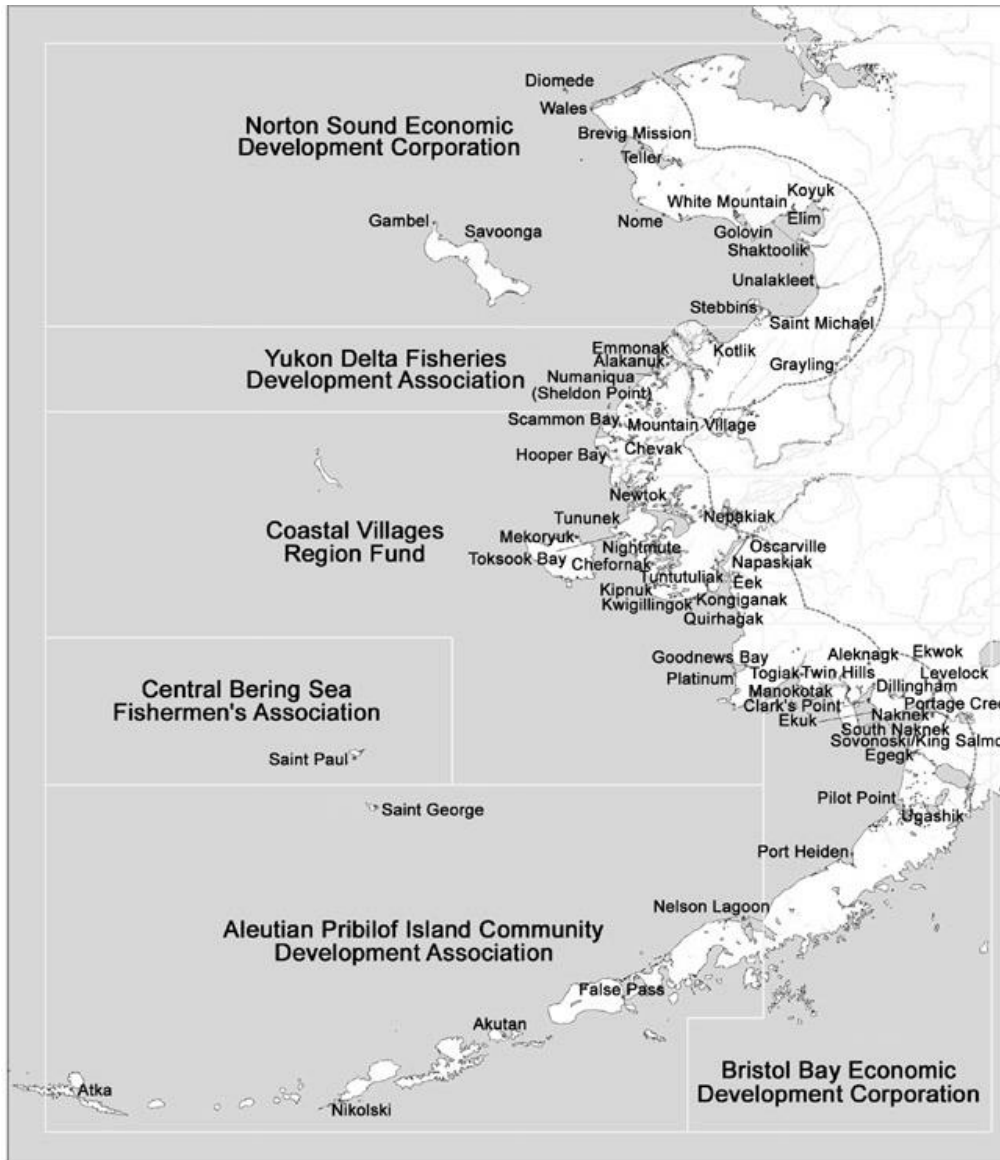 Diomede
Wales
Norton Sound Economic
Development Corporation
Brevig Mission
Teller
Koyuk
White Mountain
Elim
Gambel
Savoonga
Nome
Golovin
Shaktoolik
Unalakleet
Stebbins
Saint Michael
Yukon Delta Fisheries
Development Association
Emmonak
Kotlik
Alakanuk
Grayling
Numaniqua
(Sheldon Point)
Scammon Bay
Mountain Village
Hooper Bay
Chevak
Newtok
Coastal Villages
Region Fund
Tununek
Nepakiak
Mekoryuk
Nightmute
Oscarville
Toksook Bay
Chefornak
Napaskiak
Tuntutuliak
Eek
Kipnuk
Kongiganak
Kwigillingok
Quirhagak
Central Bering Sea
Fishermen's Association
Goodnews Bay
Aleknagk
Ekwok
Platinum
Togiak
Twin Hills
Levelock
Manokotak
Dillingham
Clark's Point
Portage Cree
Ekuk
Naknek
South Naknek
Sovonoski/King Salmo
Egegk
Saint Paul
Saint George
Pilot Point
Ugashik
Port Heiden
Nelson Lagoon
Aleutian Pribilof Island Community
Development Association
False Pass
Akutan
Atka
Nikolski
Bristol Bay Economic
Development Corporation